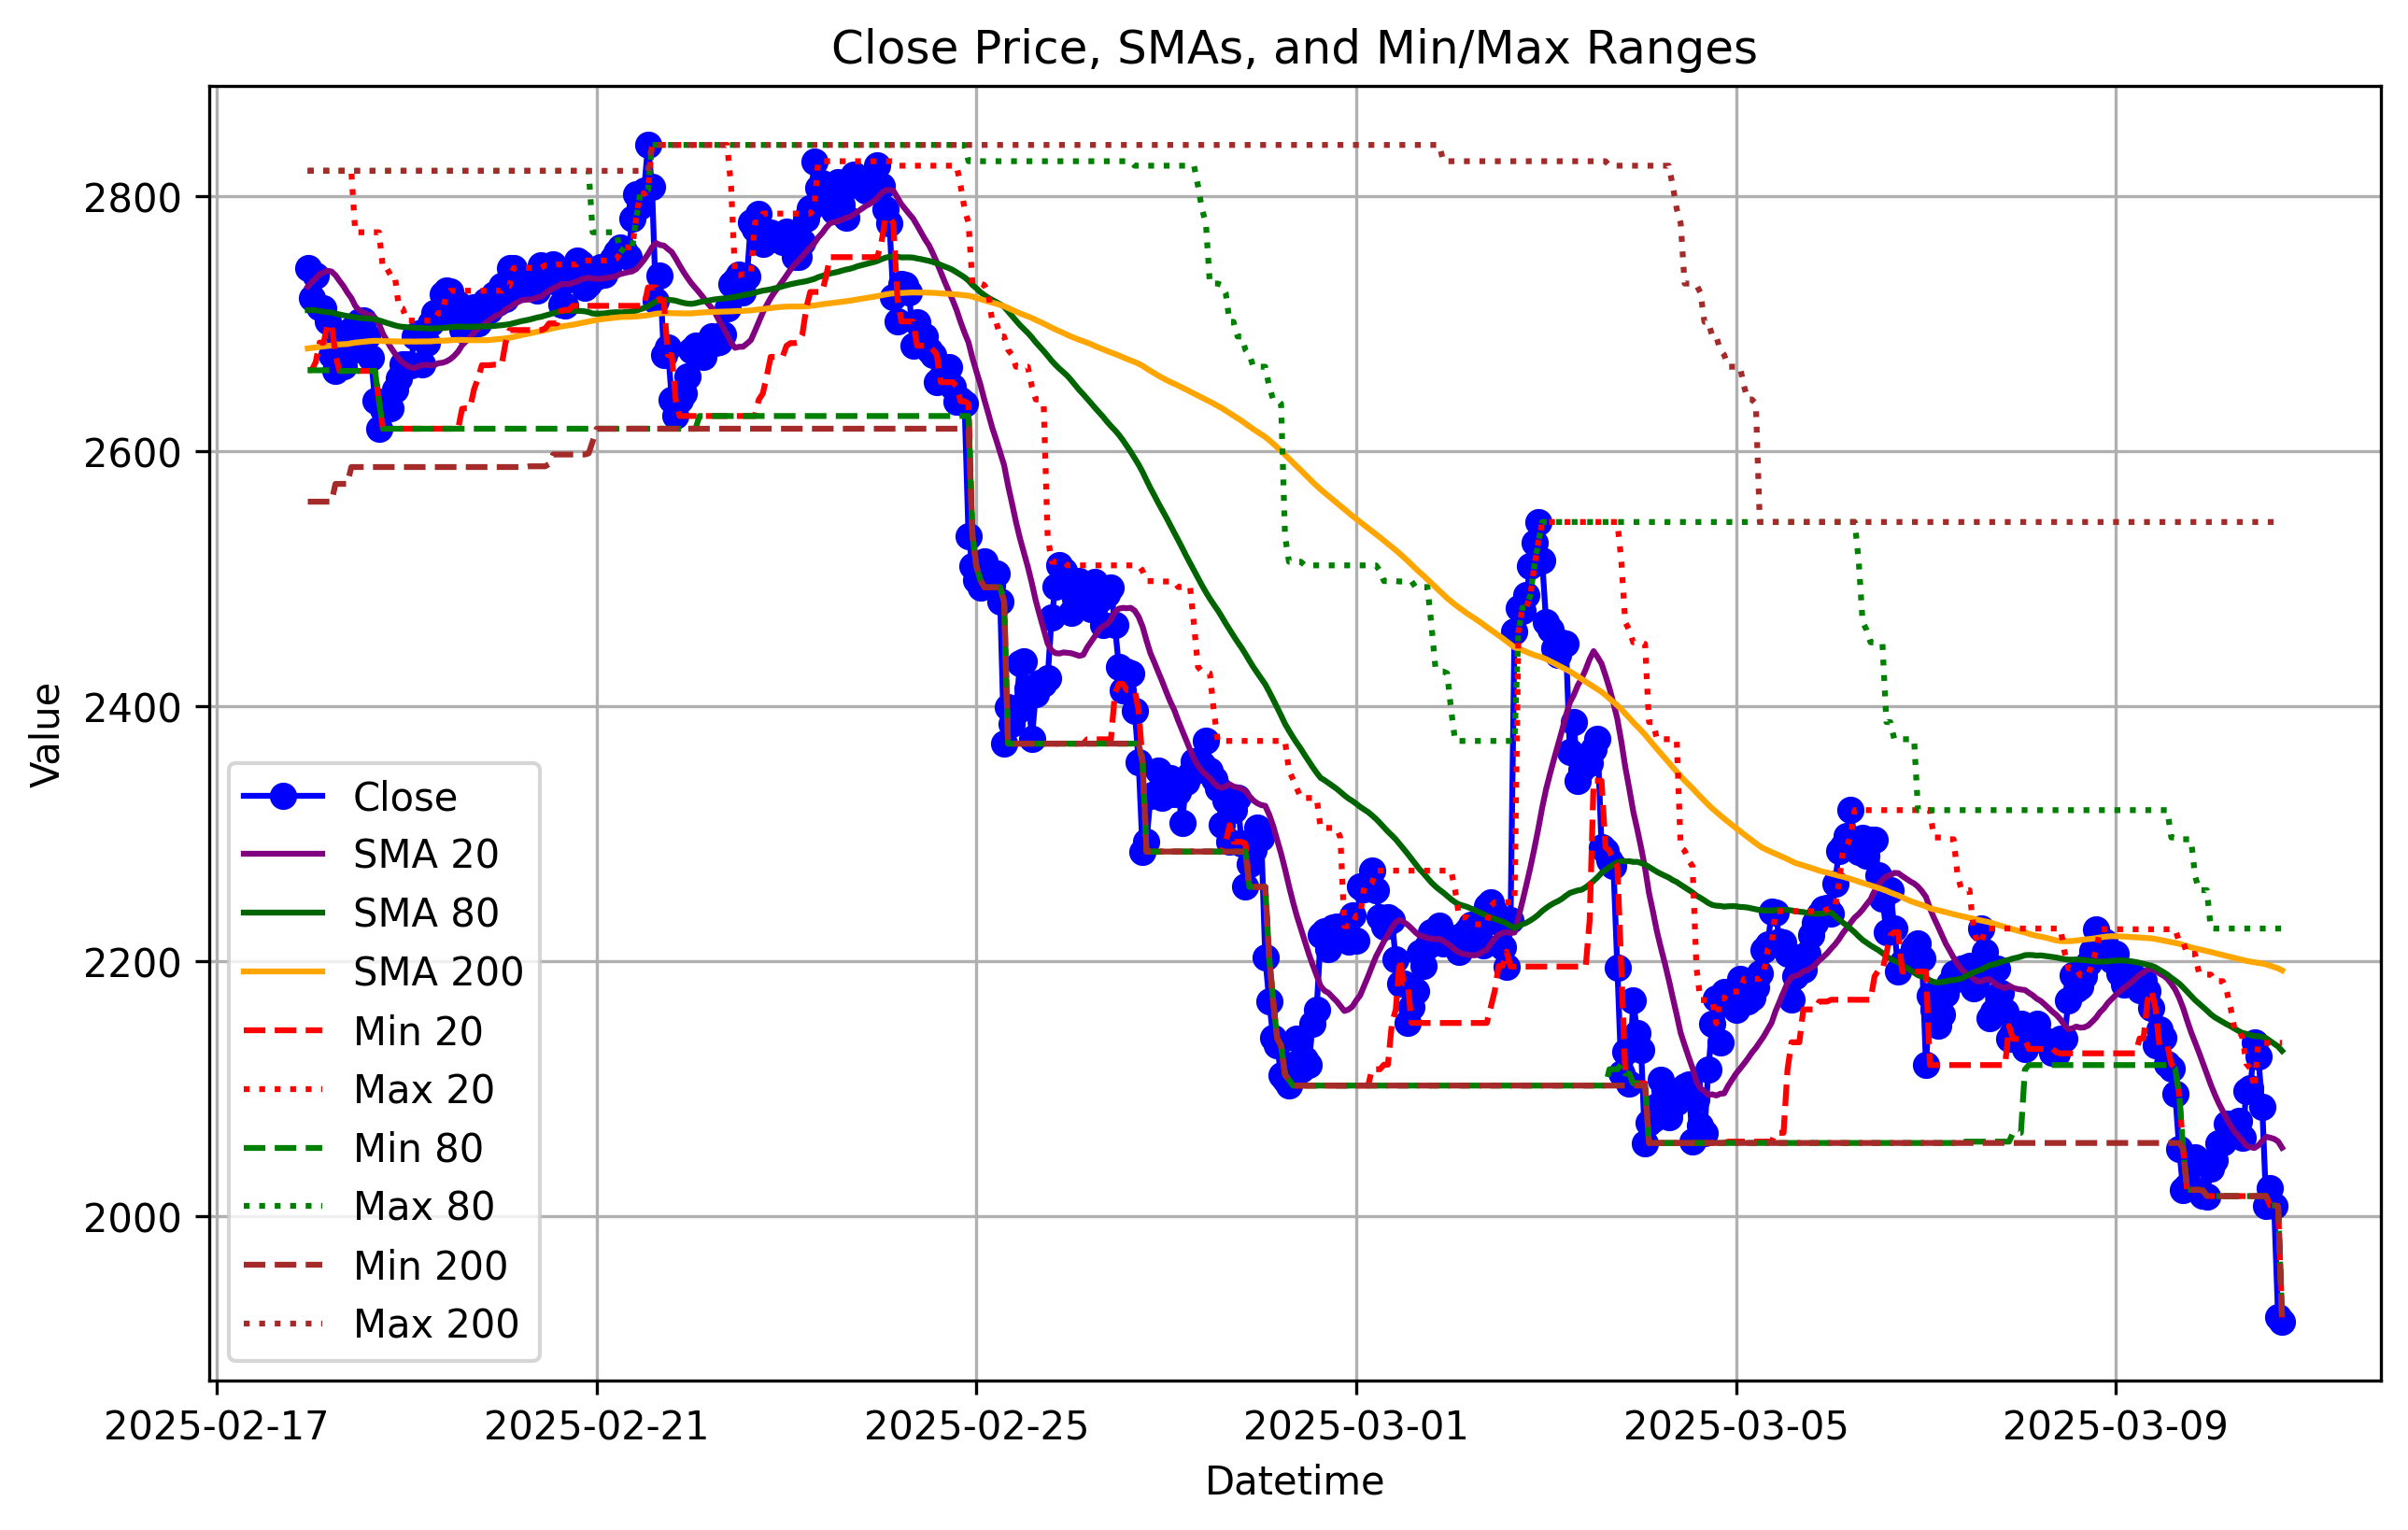 Close Price, SMAs, and Min/Max Ranges
Value
2800
2600
2400
2200
2000
Close
SMA 20
SMA 80
SMA 200
Min 20
Max 20
Min 80
Max 80
Min 200
Max 200
2025-02-17
2025-02-21
2025-02-25
2025-03-01
2025-03-05
2025-03-09
Datetime